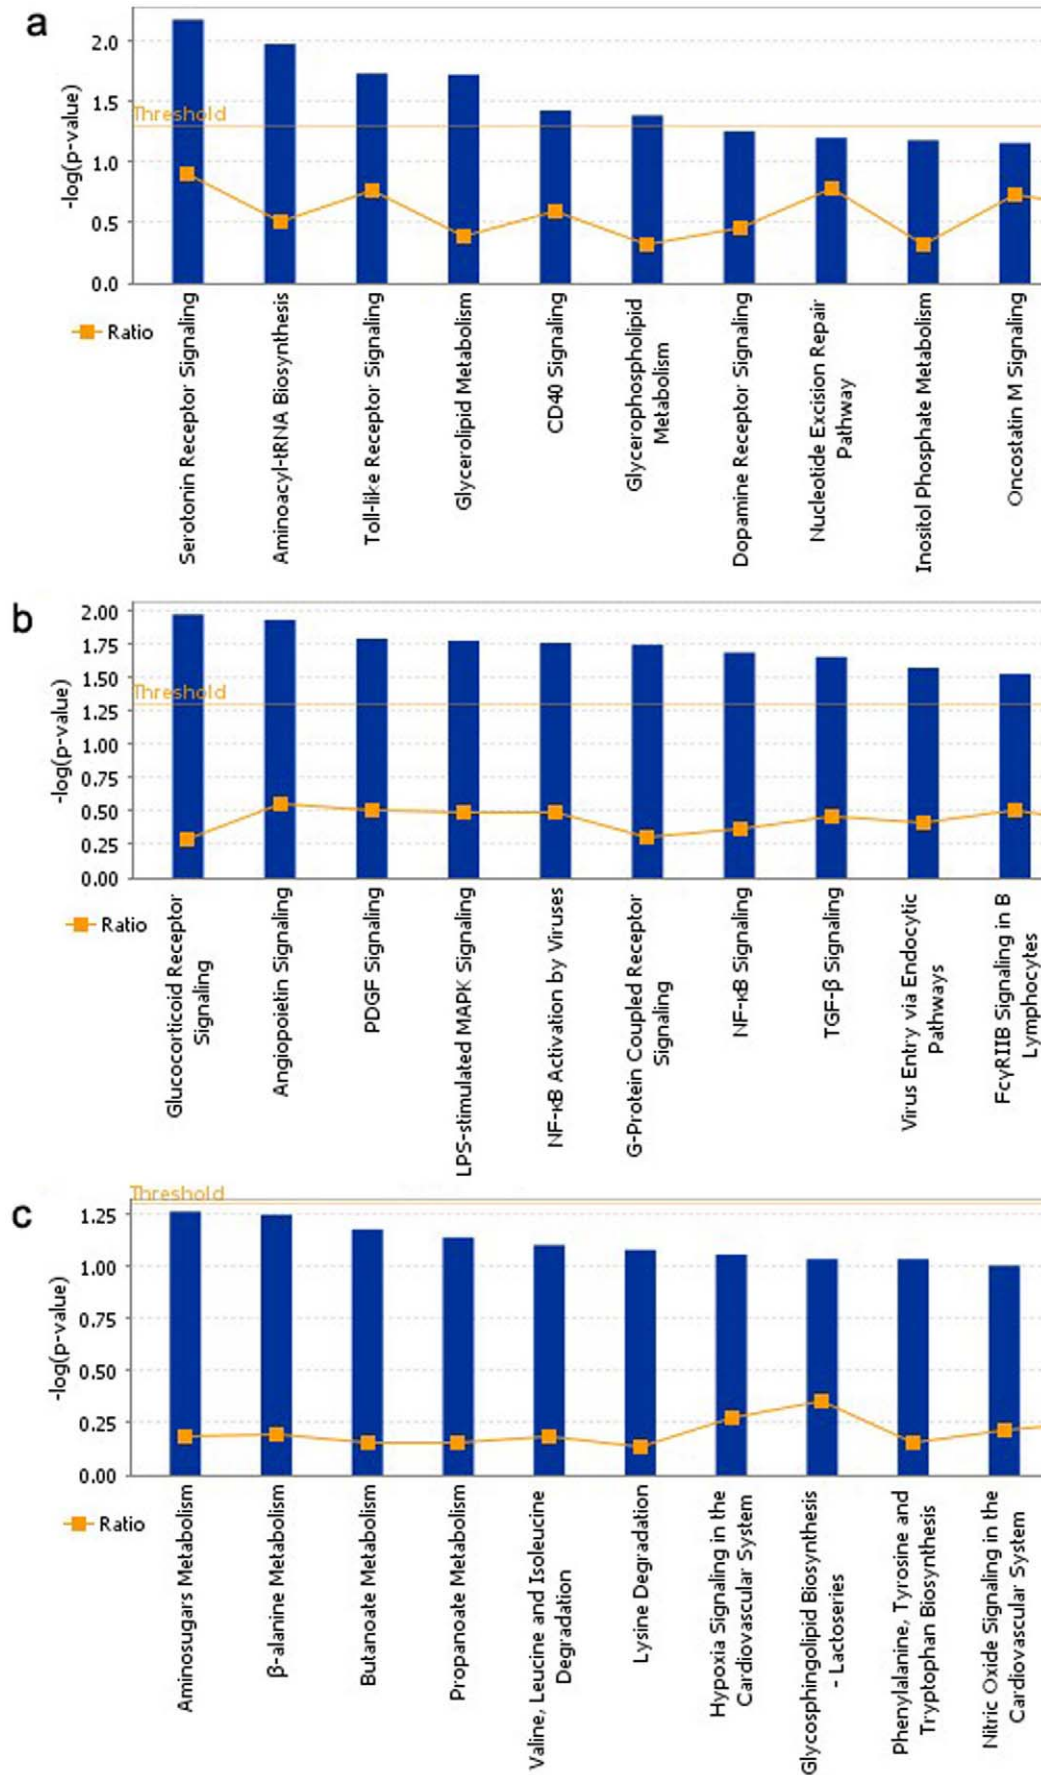 a
-log(p-value)
2.0
1.5
1.0
0.5
0.0
Threshold
Ratio
Serotonin Receptor Signaling
Aminoacyl-tRNA Biosynthesis
Toll-like Receptor Signaling
Glycerolipid Metabolism
CD40 Signaling
Glycerophospholipid
Metabolism
Dopamine Receptor Signaling
Nucleotide Excision Repair
Pathway
Inositol Phosphate Metabolism
Oncostatin M Signaling
b
-log(p-value)
2.00
1.75
1.50
1.25
1.00
0.75
0.50
0.25
0.00
Threshold
Ratio
Glucocorticoid Receptor
Signaling
Angiopoietin Signaling
PDGF Signaling
LPS-stimulated MAPK Signaling
NF-κB Activation by Viruses
G-Protein Coupled Receptor
Signaling
NF-κB Signaling
TGF-β Signaling
Virus Entry via Endocytic
Pathways
FcγRIIB Signaling in B
Lymphocytes
c
-log(p-value)
Threshold
1.25
1.00
0.75
0.50
0.25
0.00
Ratio
Aminosugars Metabolism
β-alanine Metabolism
Butanoate Metabolism
Propanoate Metabolism
Valine, Leucine and Isoleucine
Degradation
Lysine Degradation
Hypoxia Signaling in the
Cardiovascular System
Glycosphingolipid Biosynthesis
- Lactoseries
Phenylalanine, Tyrosine and
Tryptophan Biosynthesis
Nitric Oxide Signaling in the
Cardiovascular System